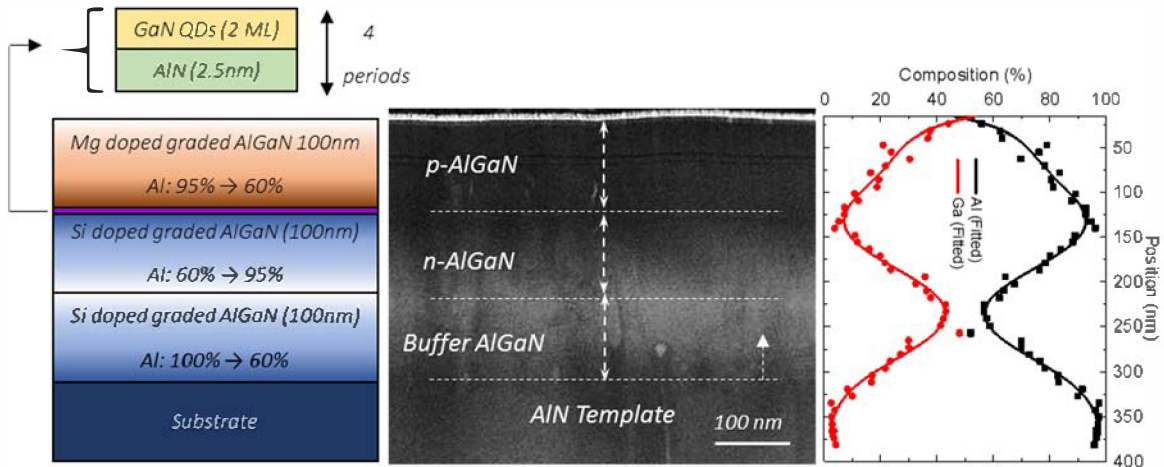 GaN QDs (2 ML)
AlN (2.5nm)
4
periods
Mg doped graded AlGaN 100nm
Al: 95% → 60%
Si doped graded AlGaN (100nm)
Al: 60% → 95%
Si doped graded AlGaN (100nm)
Al: 100% → 60%
Substrate
p-AlGaN
n-AlGaN
Buffer AlGaN
AlN Template
100 nm
Composition (%)
0 20 40 60 80 100
Al (Fitted)
Ga (Fitted)
50
100
150
200
250
300
350
400
Position (nm)